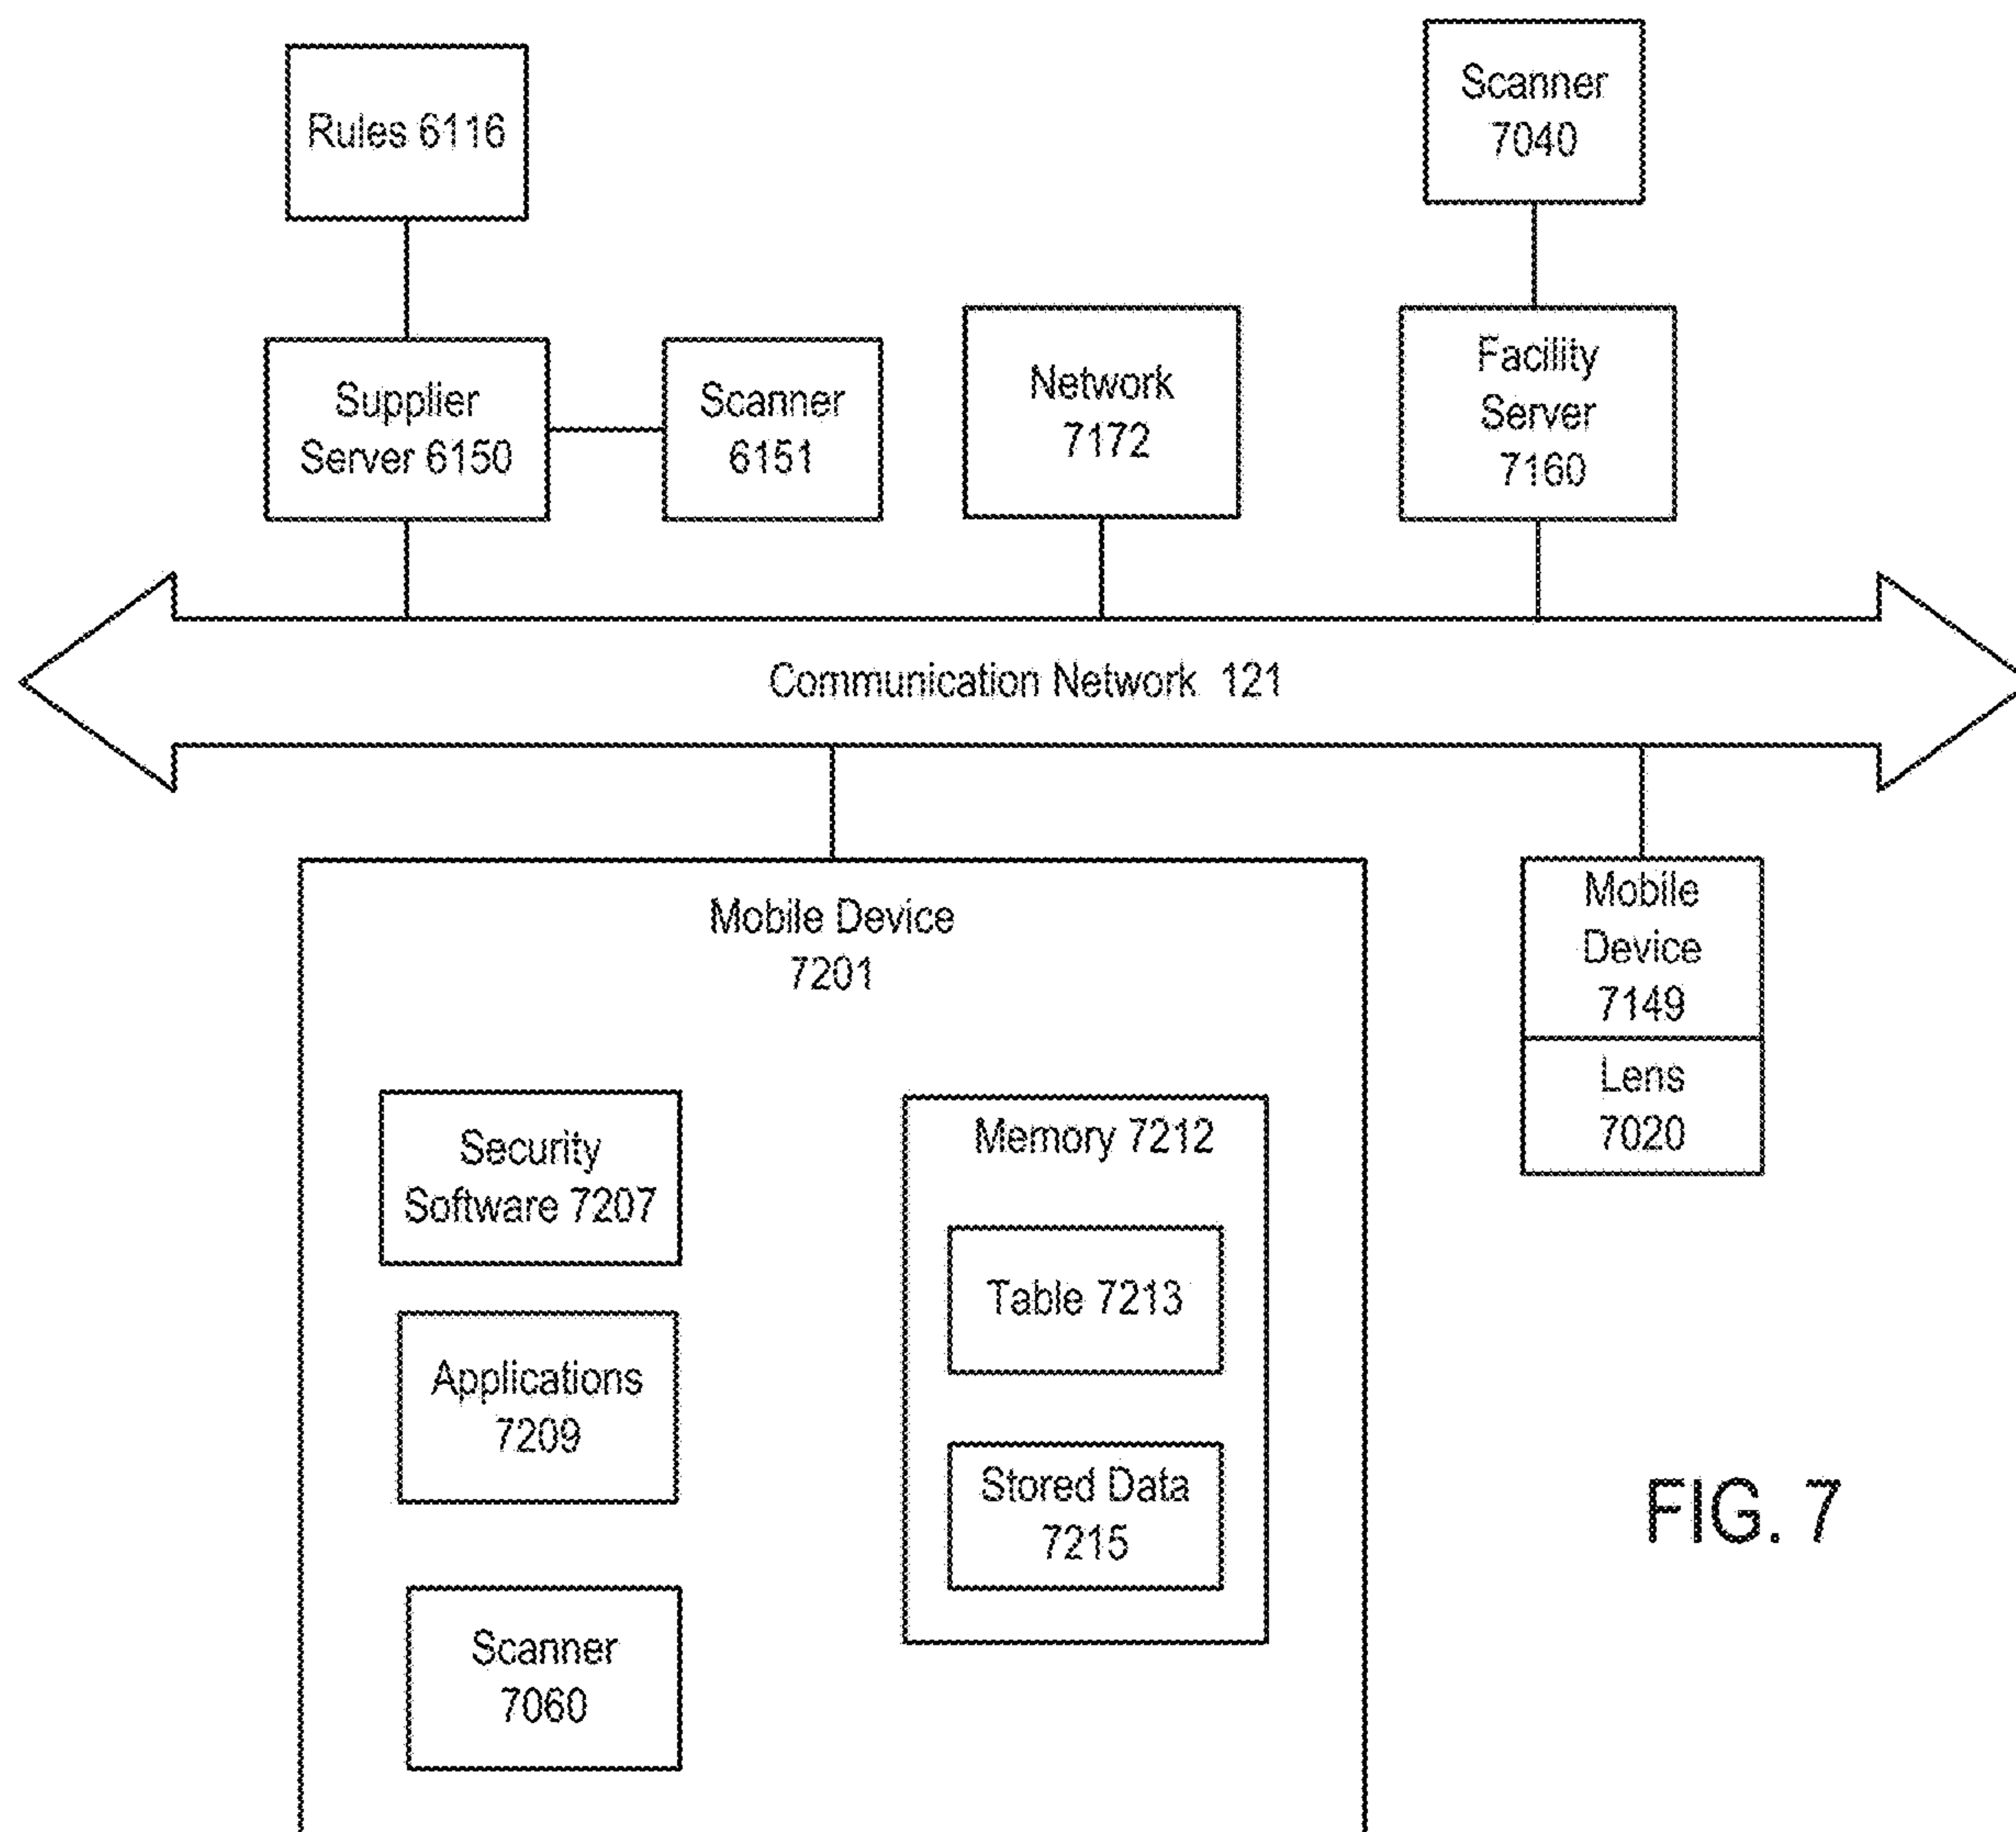 Rules 6116
Scanner
7040
Supplier
Server 6150
Scanner
6151
Network
7172
Facility
Server
7160
Communication Network 121
Mobile Device
7201
Mobile
Device
7149
Lens
7020
Security
Software 7207
Memory 7212
Table 7213
Applications
7209
Stored Data
7215
Scanner
7060
FIG. 7